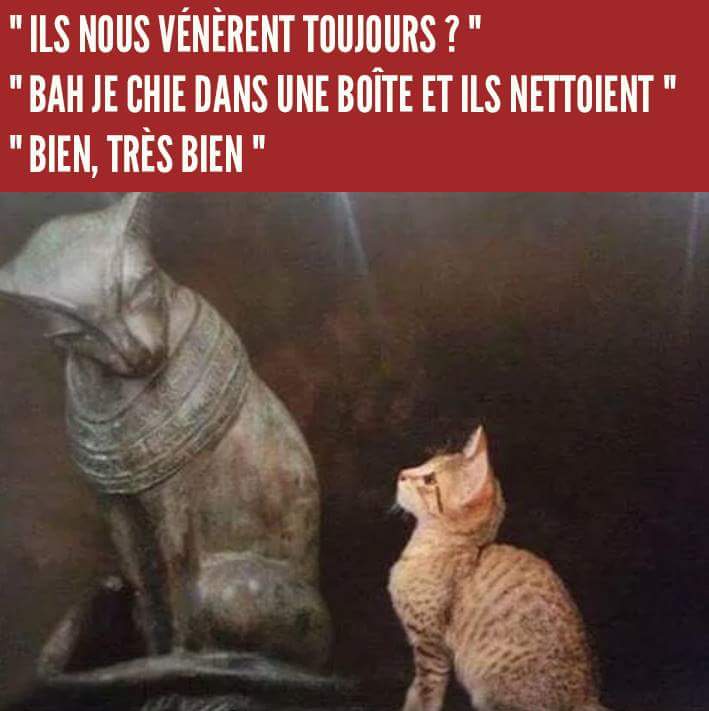 " ILS NOUS VÉNÈRENT TOUJOURS ? "
" BAH JE CHIE DANS UNE BOÎTE ET ILS NETTOIENT "
" BIEN, TRÈS BIEN "